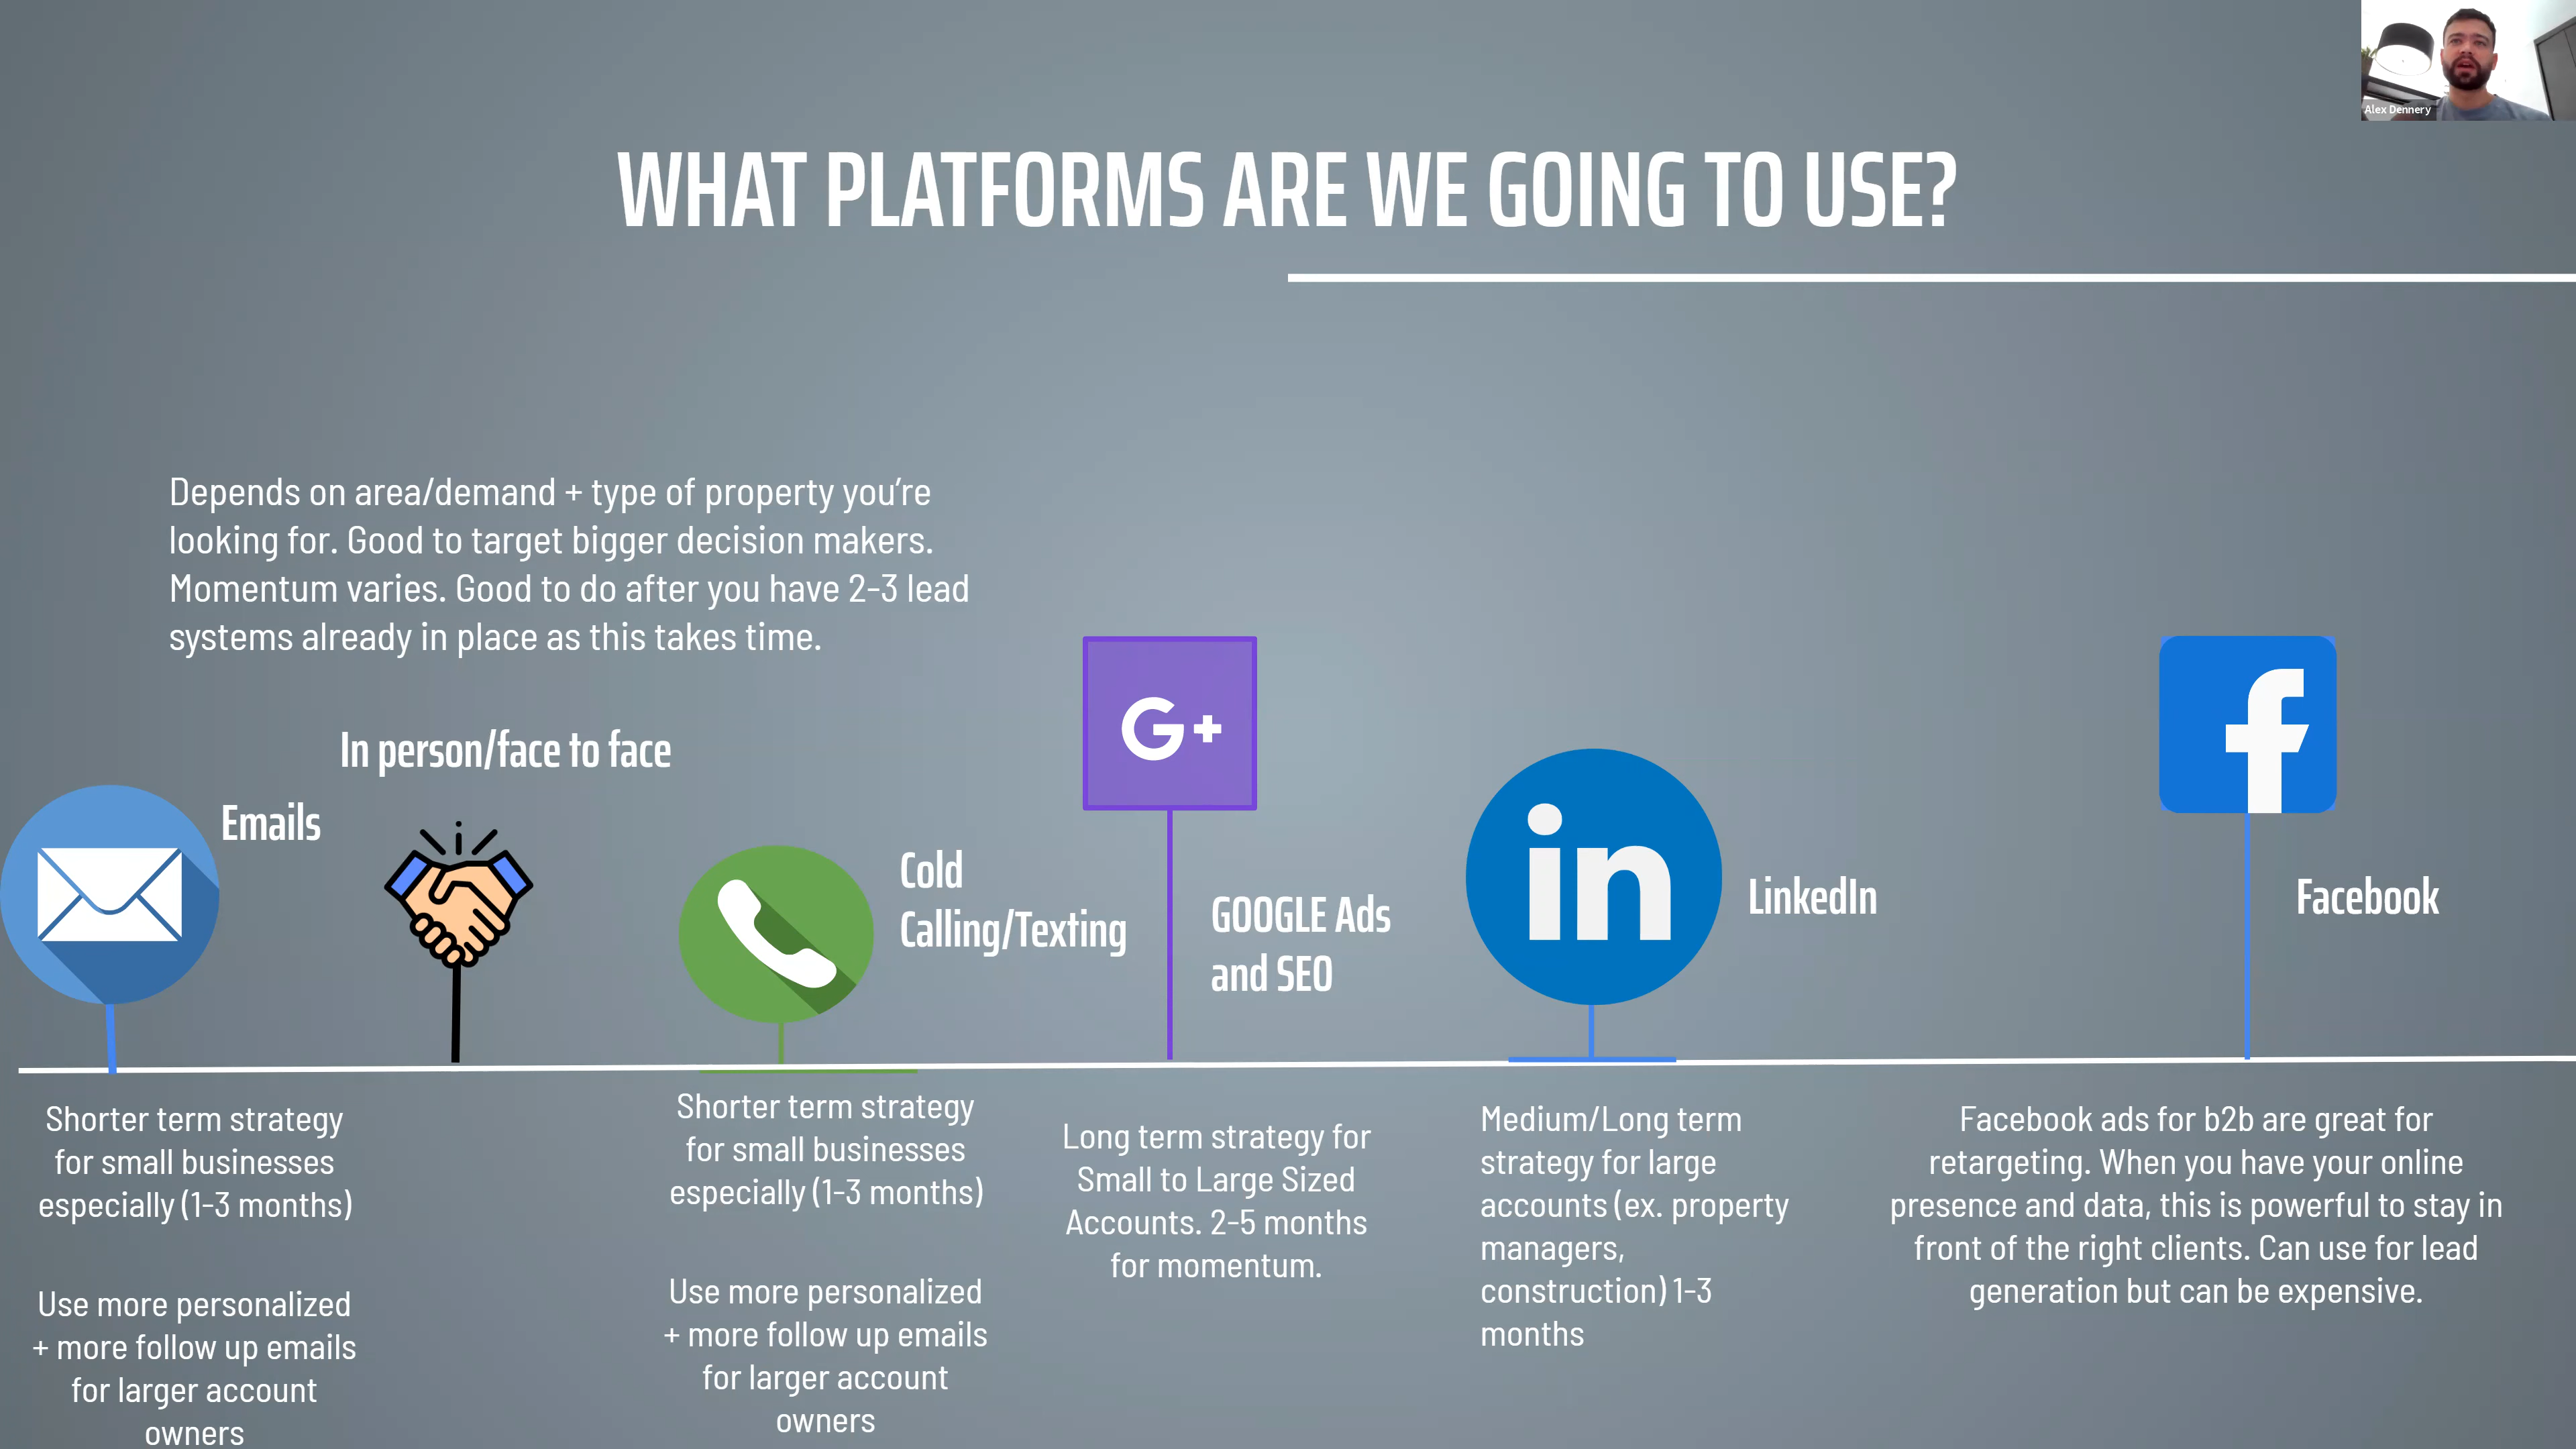 Alex Dennery
WHAT PLATFORMS ARE WE GOING TO USE?
Depends on area/demand + type of property you're
looking for. Good to target bigger decision makers.
Momentum varies. Good to do after you have 2-3 lead
systems already in place as this takes time.
In person/face to face
Emails
Cold
Calling/Texting
G+
GOOGLE Ads
and SEO
in
LinkedIn
f
Facebook
Shorter term strategy
for small businesses
especially (1-3 months)
Use more personalized
+ more follow up emails
for larger account
owners
Shorter term strategy
for small businesses
especially (1-3 months)
Use more personalized
+ more follow up emails
for larger account
owners
Long term strategy for
Small to Large Sized
Accounts. 2-5 months
for momentum.
Medium/Long term
strategy for large
accounts (ex. property
managers,
construction) 1-3
months
Facebook ads for b2b are great for
retargeting. When you have your online
presence and data, this is powerful to stay in
front of the right clients. Can use for lead
generation but can be expensive.